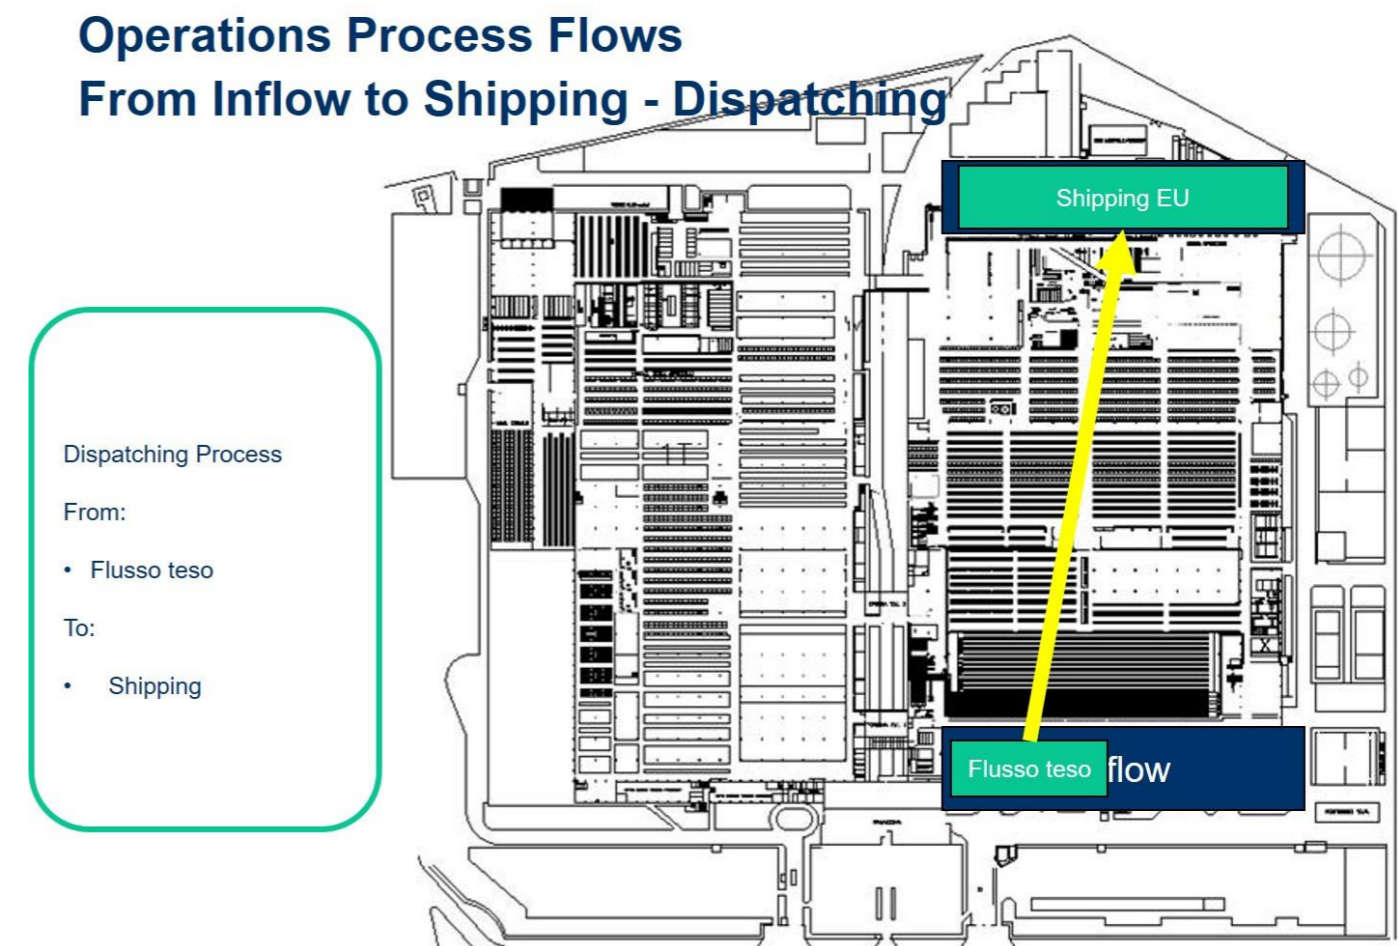 Operations Process Flows
From Inflow to Shipping - Dispatching
Shipping EU
Dispatching Process
From:
• Flusso teso
To:
• Shipping
Flusso teso
flow